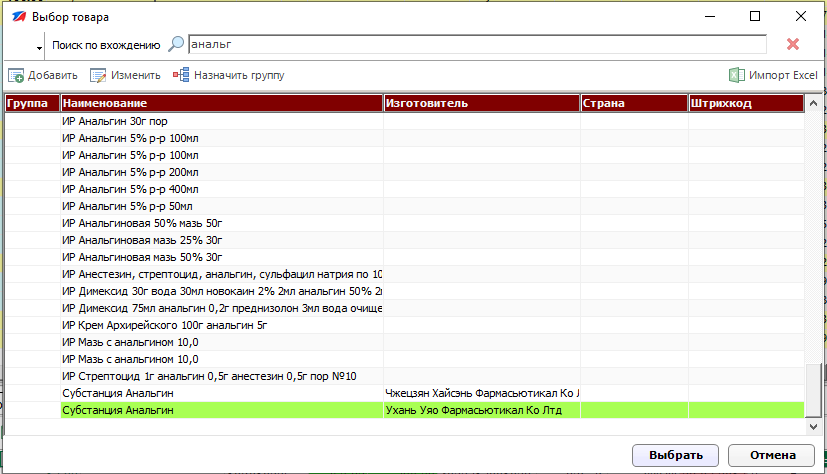 Выбор товара
Поиск по вхождению анальг
Добавить Изменить Назначить группу Импорт Excel
Группа Наименование Изготовитель Страна Штрихкод
ИР Анальгин 30г пор
ИР Анальгин 5% р-р 100мл
ИР Анальгин 5% р-р 100мл
ИР Анальгин 5% р-р 200мл
ИР Анальгин 5% р-р 400мл
ИР Анальгин 5% р-р 50мл
ИР Анальгиновая 50% мазь 50г
ИР Анальгиновая мазь 25% 30г
ИР Анальгиновая мазь 50% 30г
ИР Анестезин, стрептоцид, анальгин, сульфацил натрия по 10
ИР Димексид 30г вода 30мл новокаин 2% 2мл анальгин 50% 2
ИР Димексид 75мл анальгин 0,2г преднизолон 3мл вода очище
ИР Крем Архирейского 100г анальгин 5г
ИР Мазь с анальгином 10,0
ИР Мазь с анальгином 10,0
ИР Стрептоцид 1г анальгин 0,5г анестезин 0,5г пор №10
Субстанция Анальгин Чжецзян Хайсэнь Фармасьютикал Ко
Субстанция Анальгин Ухань Уяо Фармасьютикал Ко Лтд
Выбрать Отмена